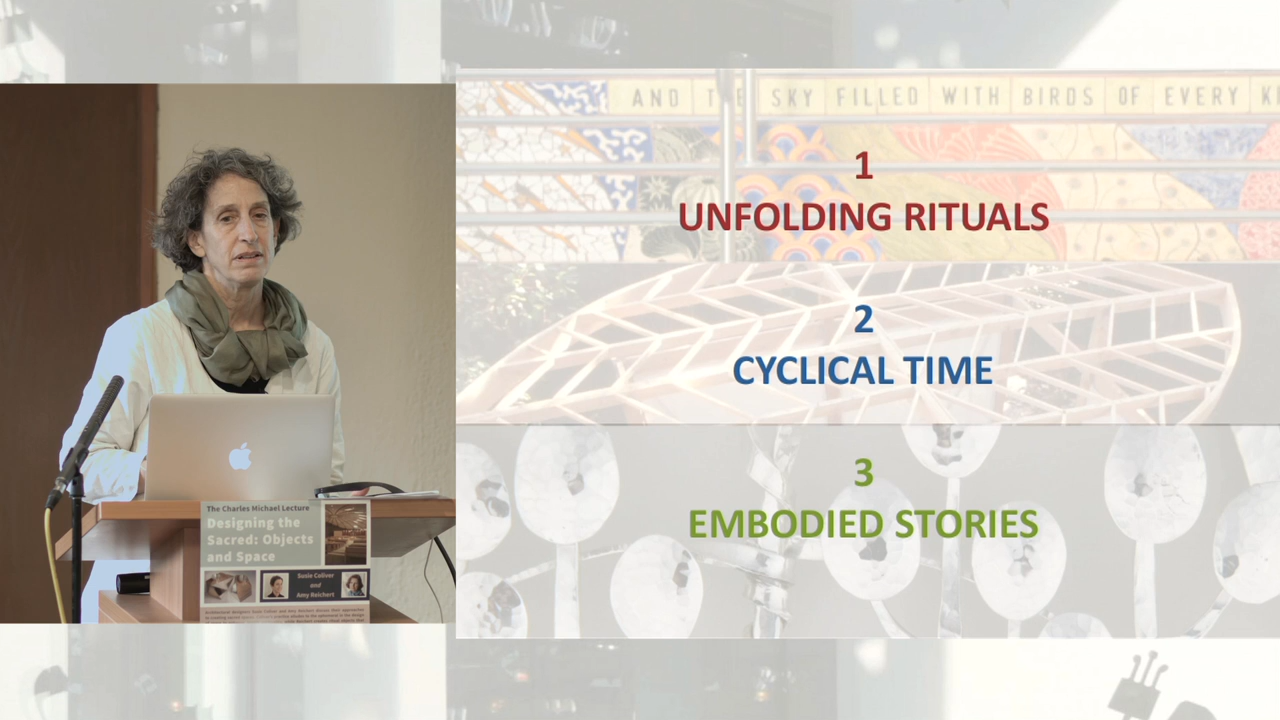 AND THE SKY FILLED WITH BIRDS OF EVERY
1
UNFOLDING RITUALS
2
CYCLICAL TIME
3
EMBODIED STORIES
The Charles Michael Lecture
Designing the
Sacred: Objects
and Space
Susie Coliver
and
Amy Reichert